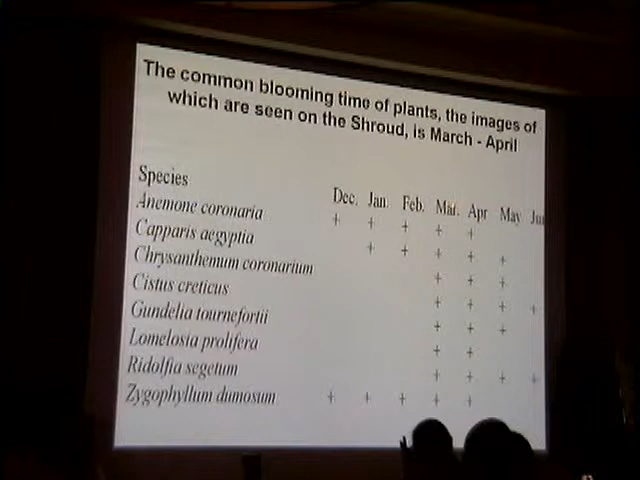 The common blooming time of plants, the images of
which are seen on the Shroud, is March - April
Species Dec. Jan. Feb. Mar. Apr May Ju
Anemone coronaria + + + + +
Capparis aegyptia + + + + +
Chrysanthemum coronarium + + +
Cistus creticus + + + +
Gundelia tournefortii + + +
Lomelosia prolifera + +
Ridolfia segetum + + + +
Zygophyllum dumosum + + + + +